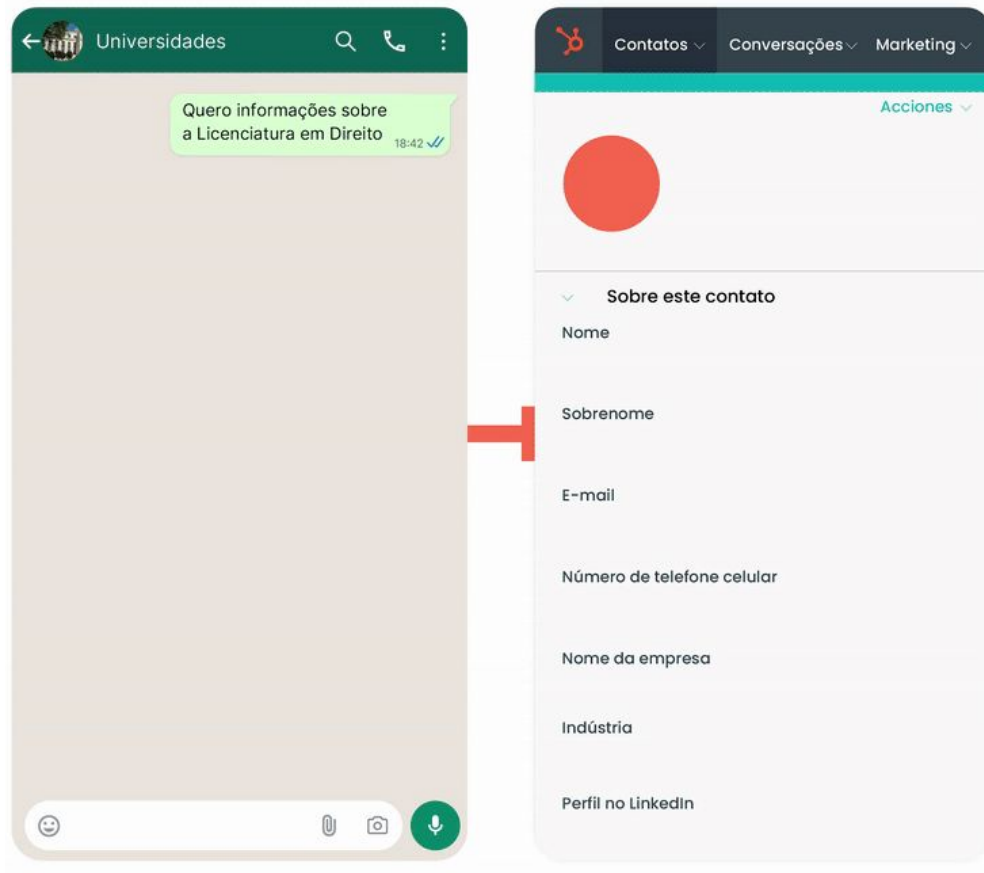 Universidades
Quero informações sobre
a Licenciatura em Direito
18:42
Contatos
Conversações
Marketing
Acciones
Sobre este contato
Nome
Sobrenome
E-mail
Número de telefone celular
Nome da empresa
Indústria
Perfil no LinkedIn